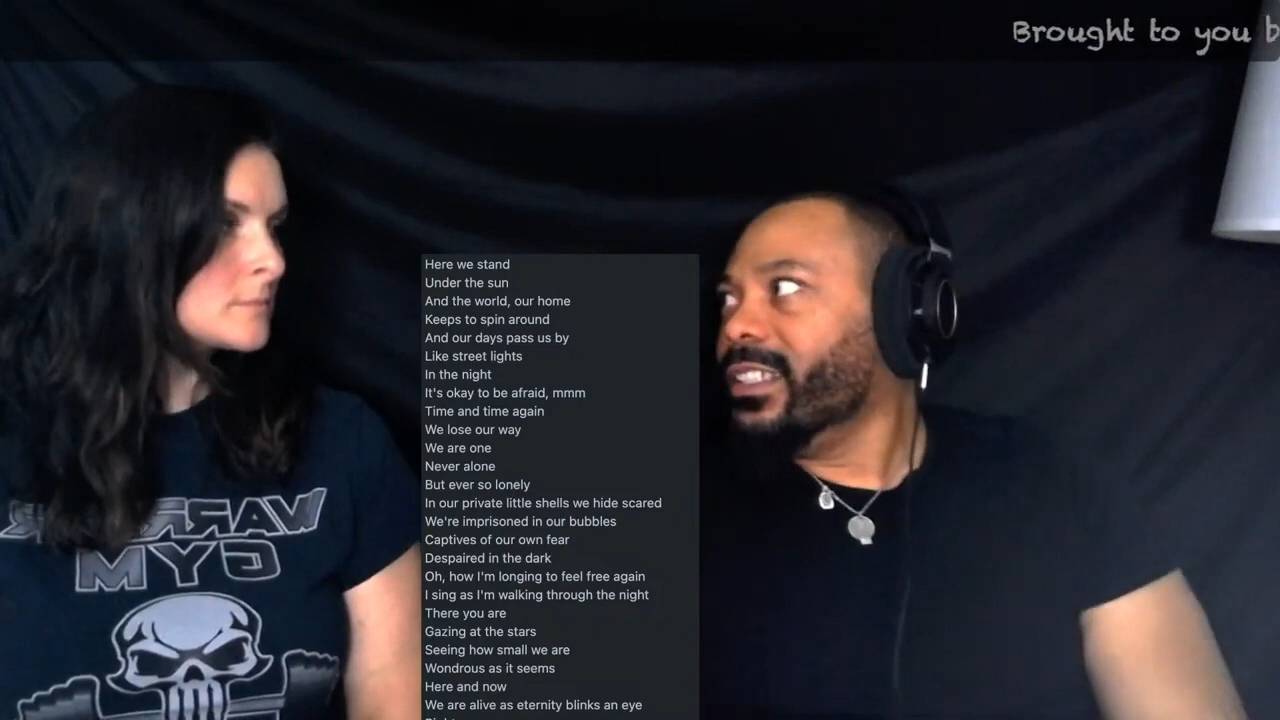 Brought to you b
Here we stand
Under the sun
And the world, our home
Keeps to spin around
And our days pass us by
Like street lights
In the night
It's okay to be afraid, mmm
Time and time again
We lose our way
We are one
Never alone
But ever so lonely
In our private little shells we hide scared
We're imprisoned in our bubbles
Captives of our own fear
Despaired in the dark
Oh, how I'm longing to feel free again
I sing as I'm walking through the night
There you are
Gazing at the stars
Seeing how small we are
Wondrous as it seems
Here and now
We are alive as eternity blinks an eye
GYM